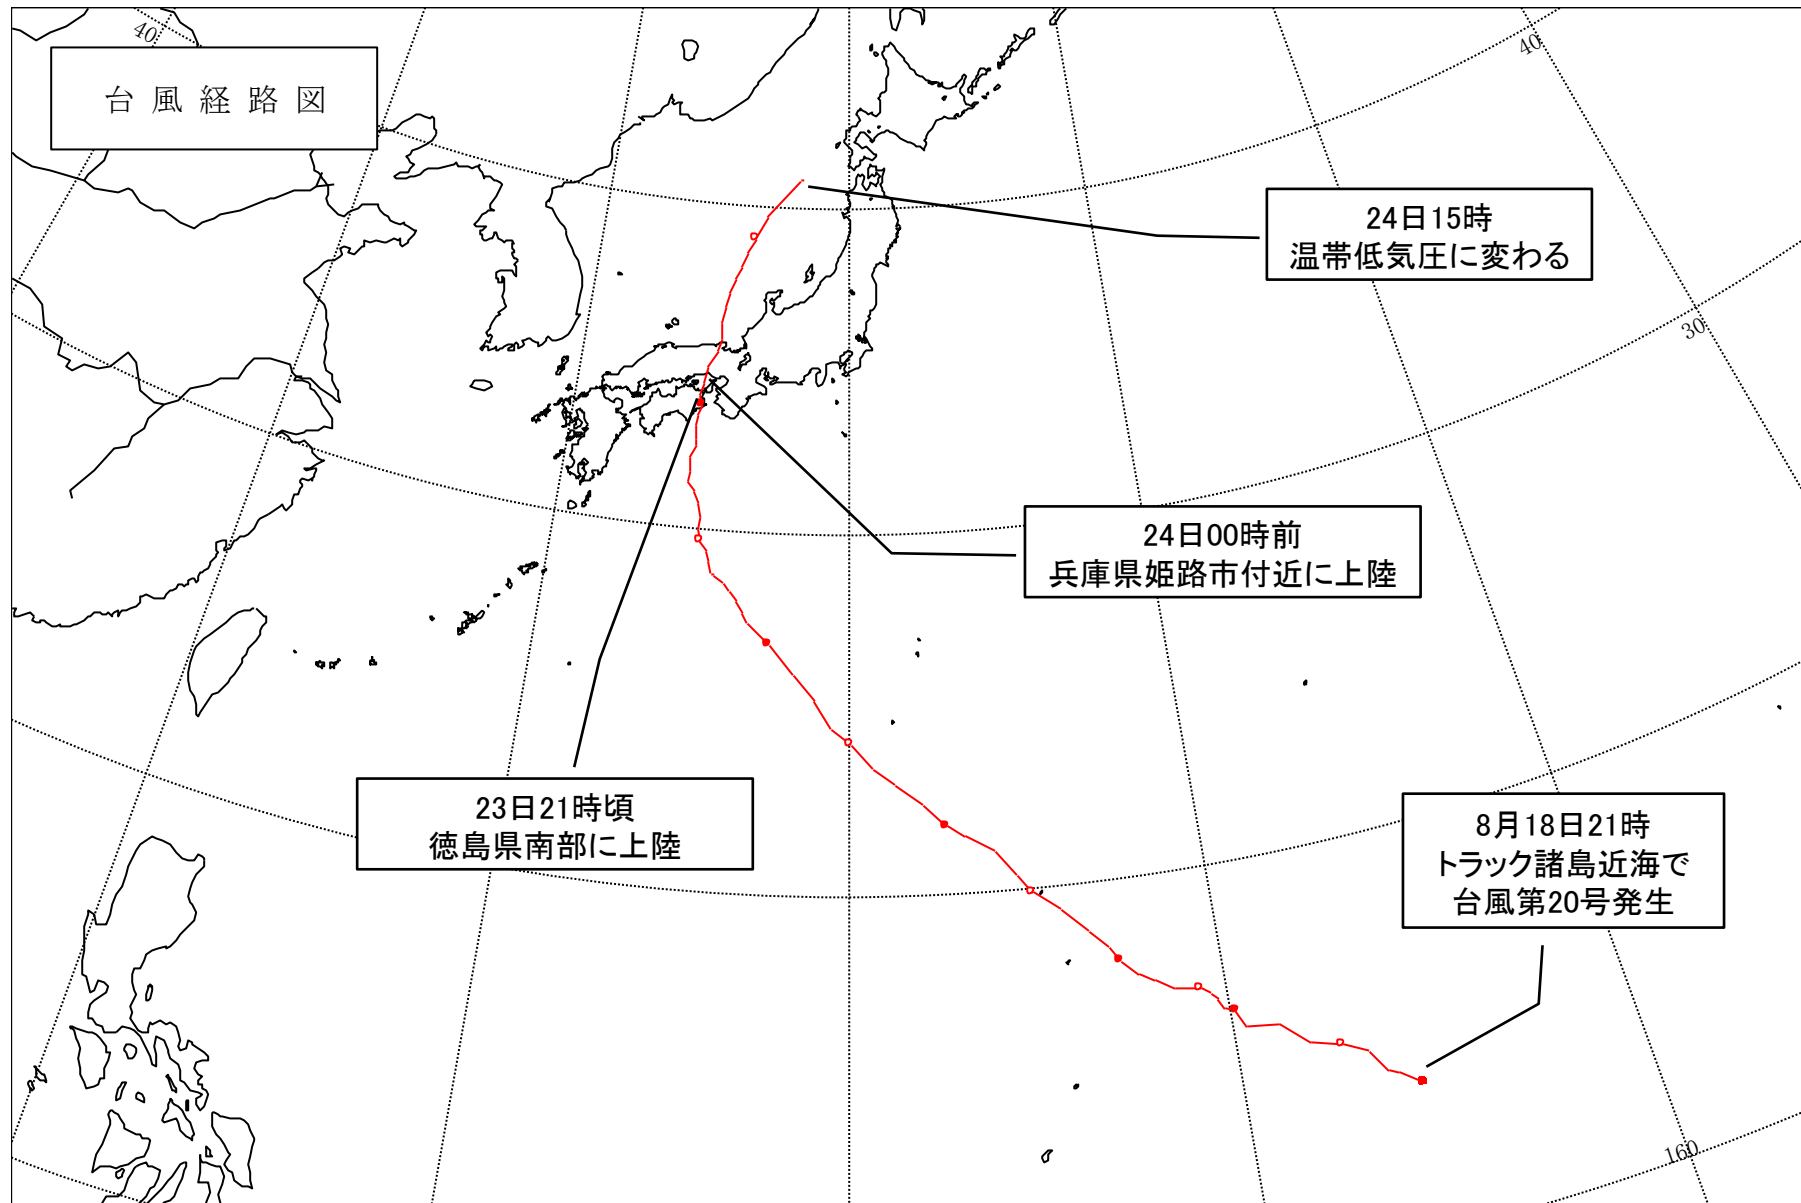 40
台風経路図
40
24日15時
温帯低気圧に変わる
30
24日00時前
兵庫県姫路市付近に上陸
23日21時頃
徳島県南部に上陸
8月18日21時
トラック諸島近海で
台風第20号発生
160